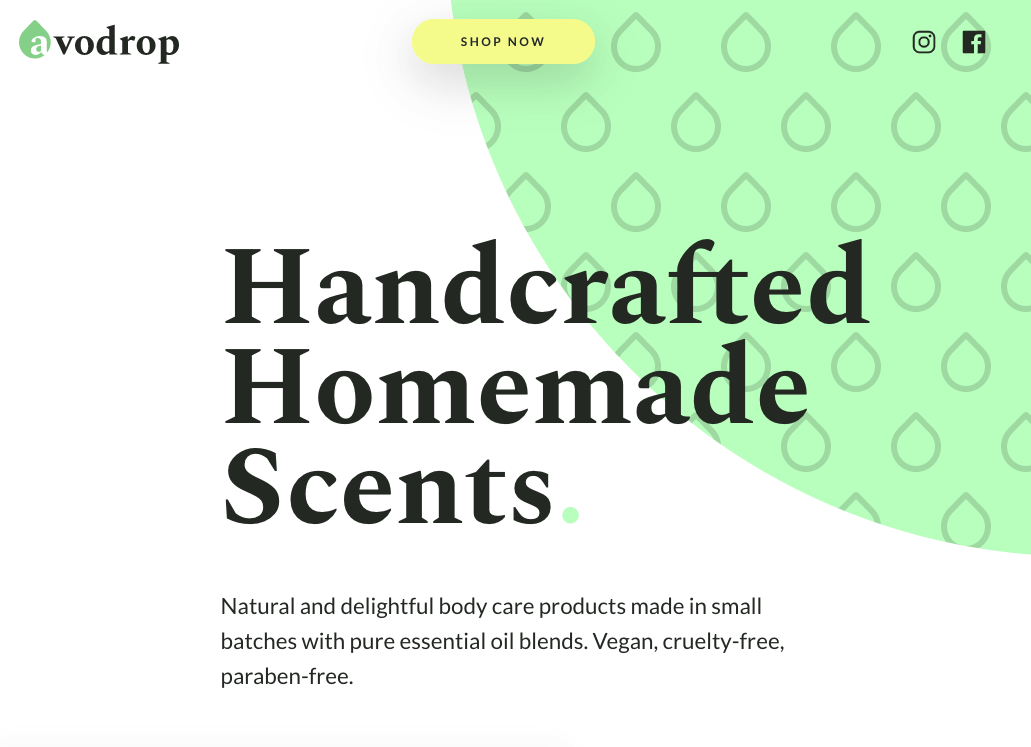 avodrop
SHOP NOW
Handcrafted
Homemade
Scents.
Natural and delightful body care products made in small
batches with pure essential oil blends. Vegan, cruelty-free,
paraben-free.